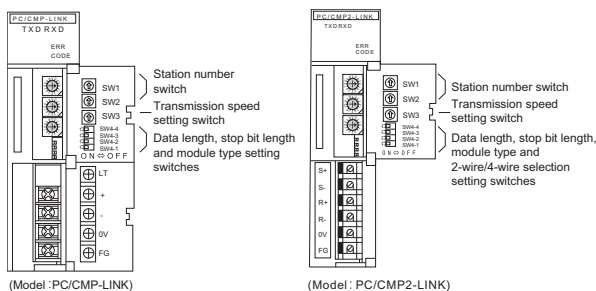 PC/CMP-LINK
TXD RXD
ERR
CODE
SW1
SW2
SW3
SW4-4
SW4-3
SW4-2
SW4-1
ON⇔OFF
LT
+
-
0V
FG
Station number
switch
Transmission speed
setting switch
Data length, stop bit length
and module type setting
switches
(Model :PC/CMP-LINK)
PC/CMP2-LINK
TXD RXD
ERR
CODE
SW1
SW2
SW3
SW4-4
SW4-3
SW4-2
SW4-1
ON⇔OFF
S+
S-
R+
R-
0V
FG
Station number switch
Transmission speed
setting switch
Data length, stop bit length,
module type and
2-wire/4-wire selection
setting switches
(Model : PC/CMP2-LINK)